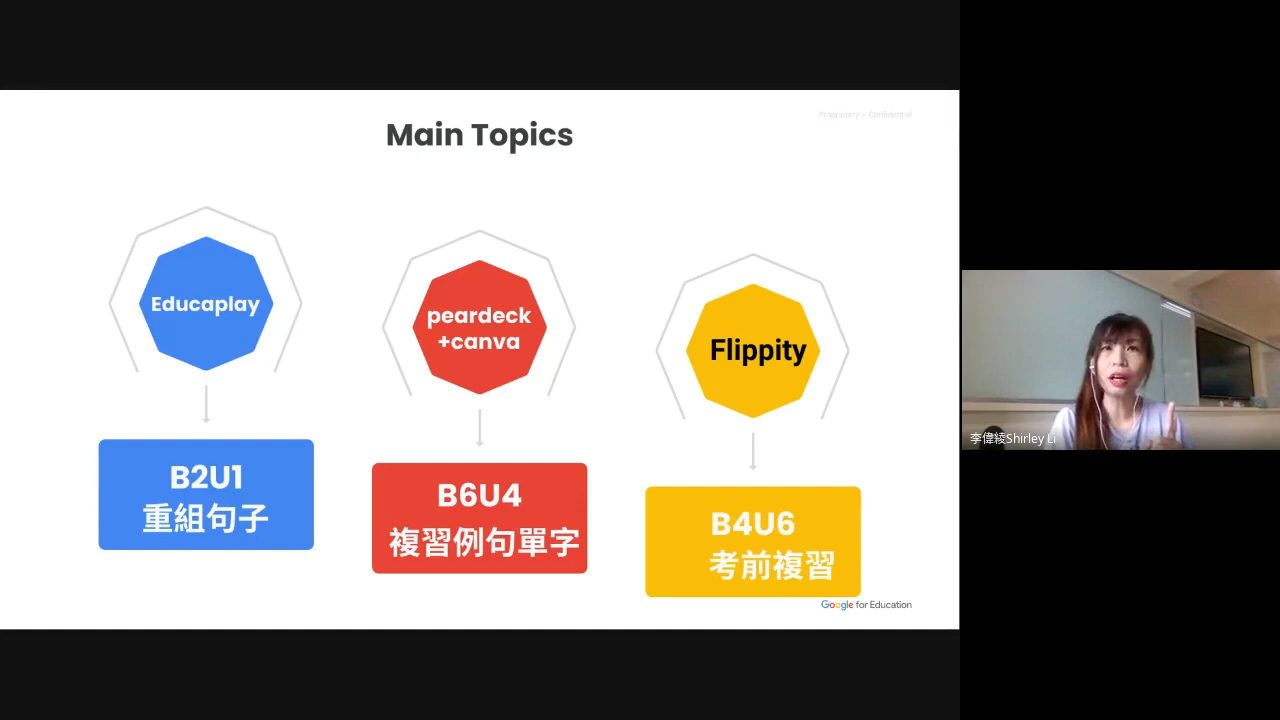 Proprietary + Confidential
Main Topics
Educaplay
peardeck
+canva
Flippity
B2U1
重組句子
B6U4
複習例句單字
B4U6
考前複習
Google for Education
李偉綾Shirley Li